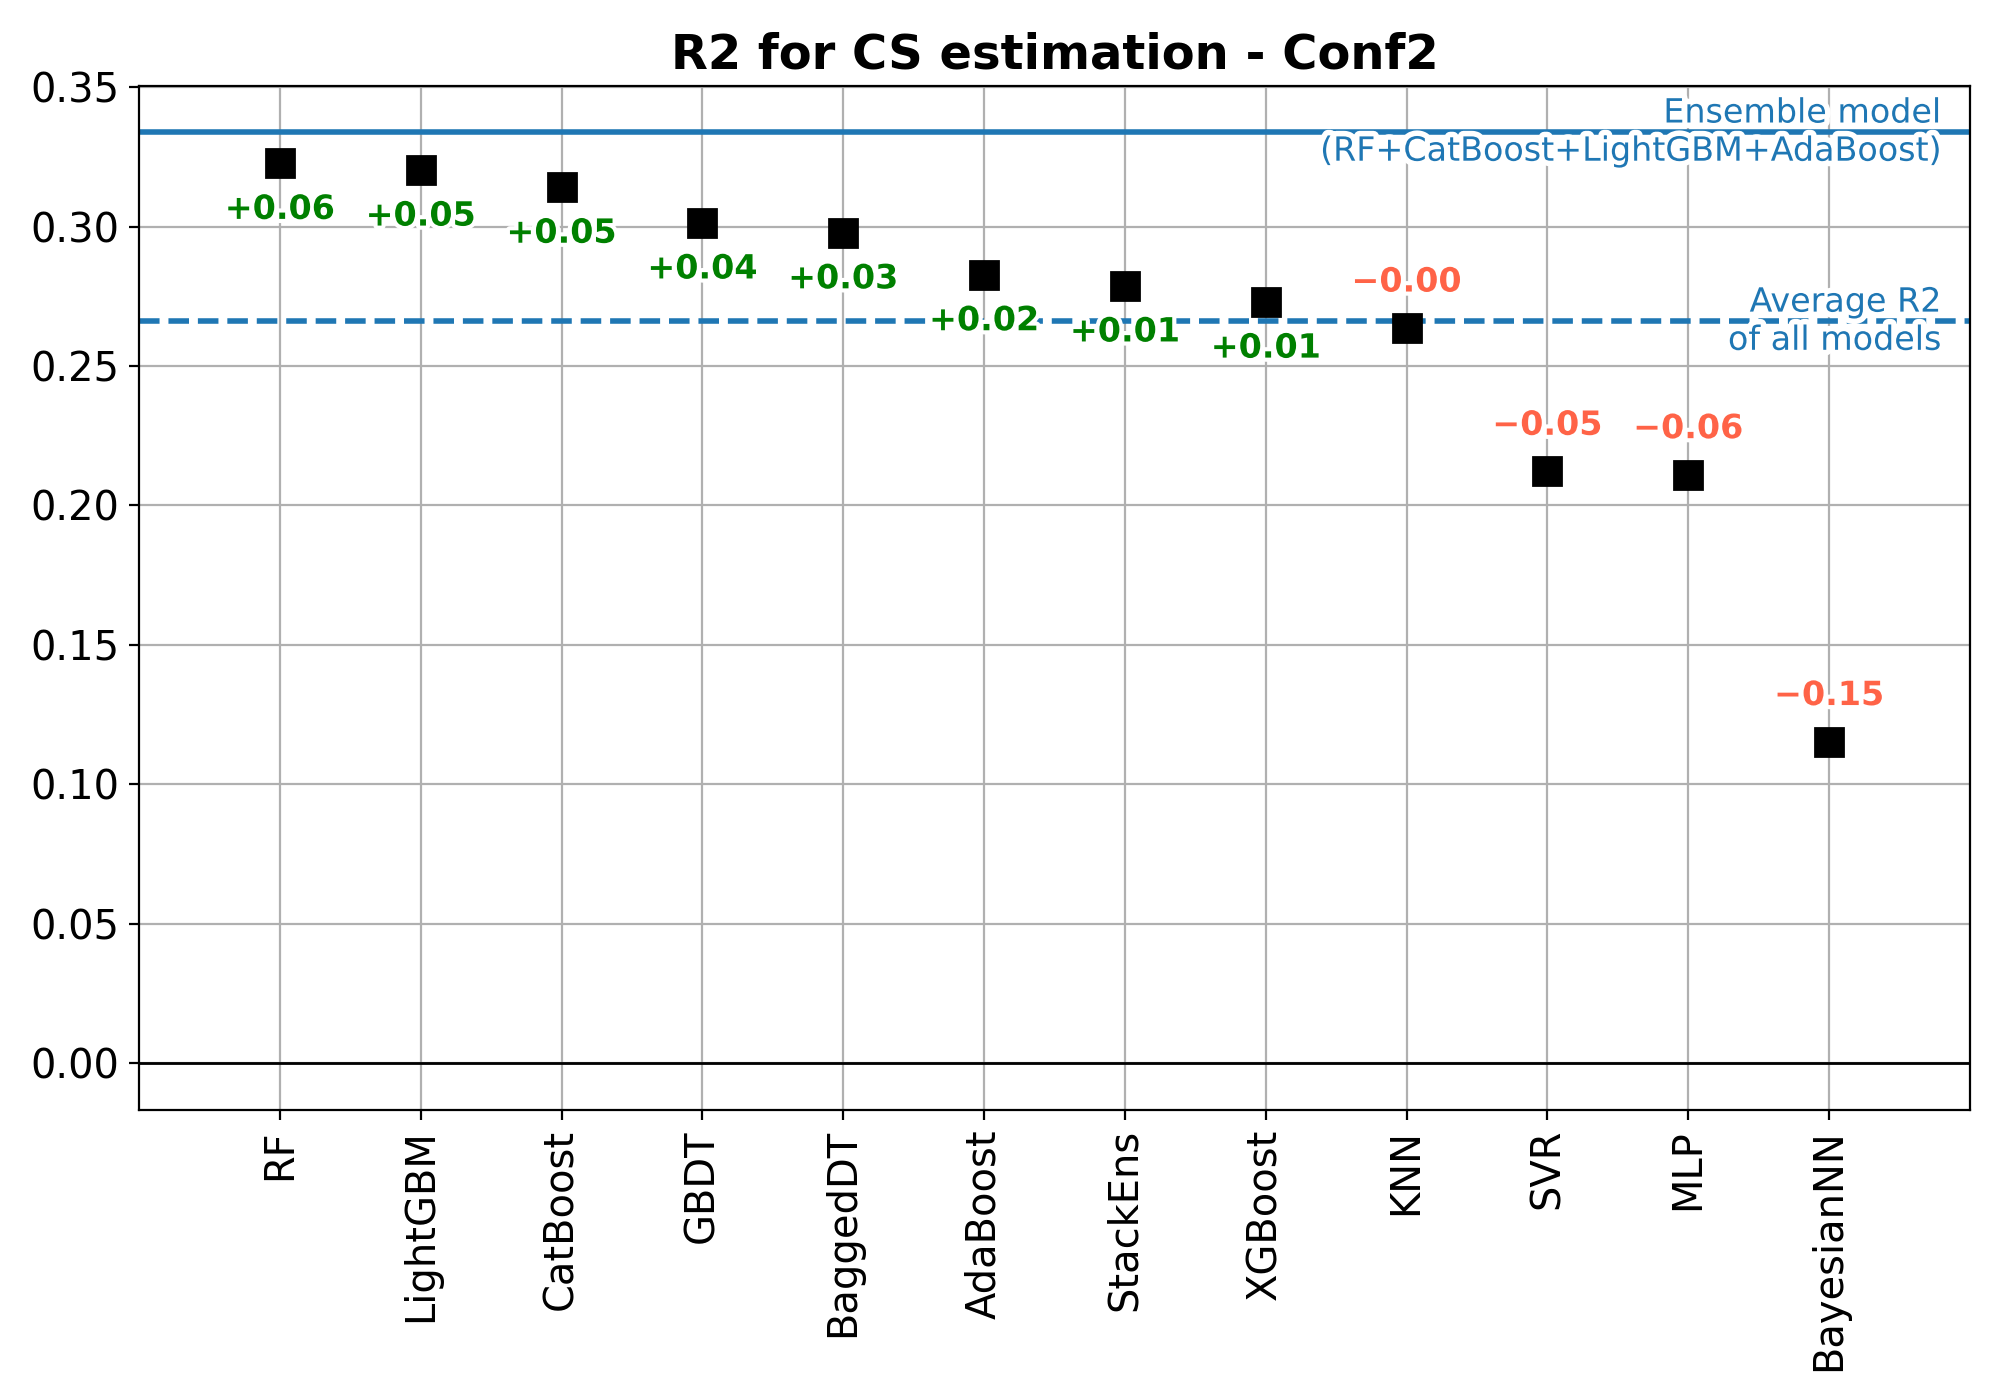 R2 for CS estimation - Conf2
0.35
0.30
0.25
0.20
0.15
0.10
0.05
0.00
Ensemble model
(RF+CatBoost+LightGBM+AdaBoost)
Average R2
of all models
+0.06
+0.05
+0.05
+0.04
+0.03
+0.02
+0.01
+0.01
−0.00
−0.05
−0.06
−0.15
RF
LightGBM
CatBoost
GBDT
BaggedDT
AdaBoost
StackEns
XGBoost
KNN
SVR
MLP
BayesianNN